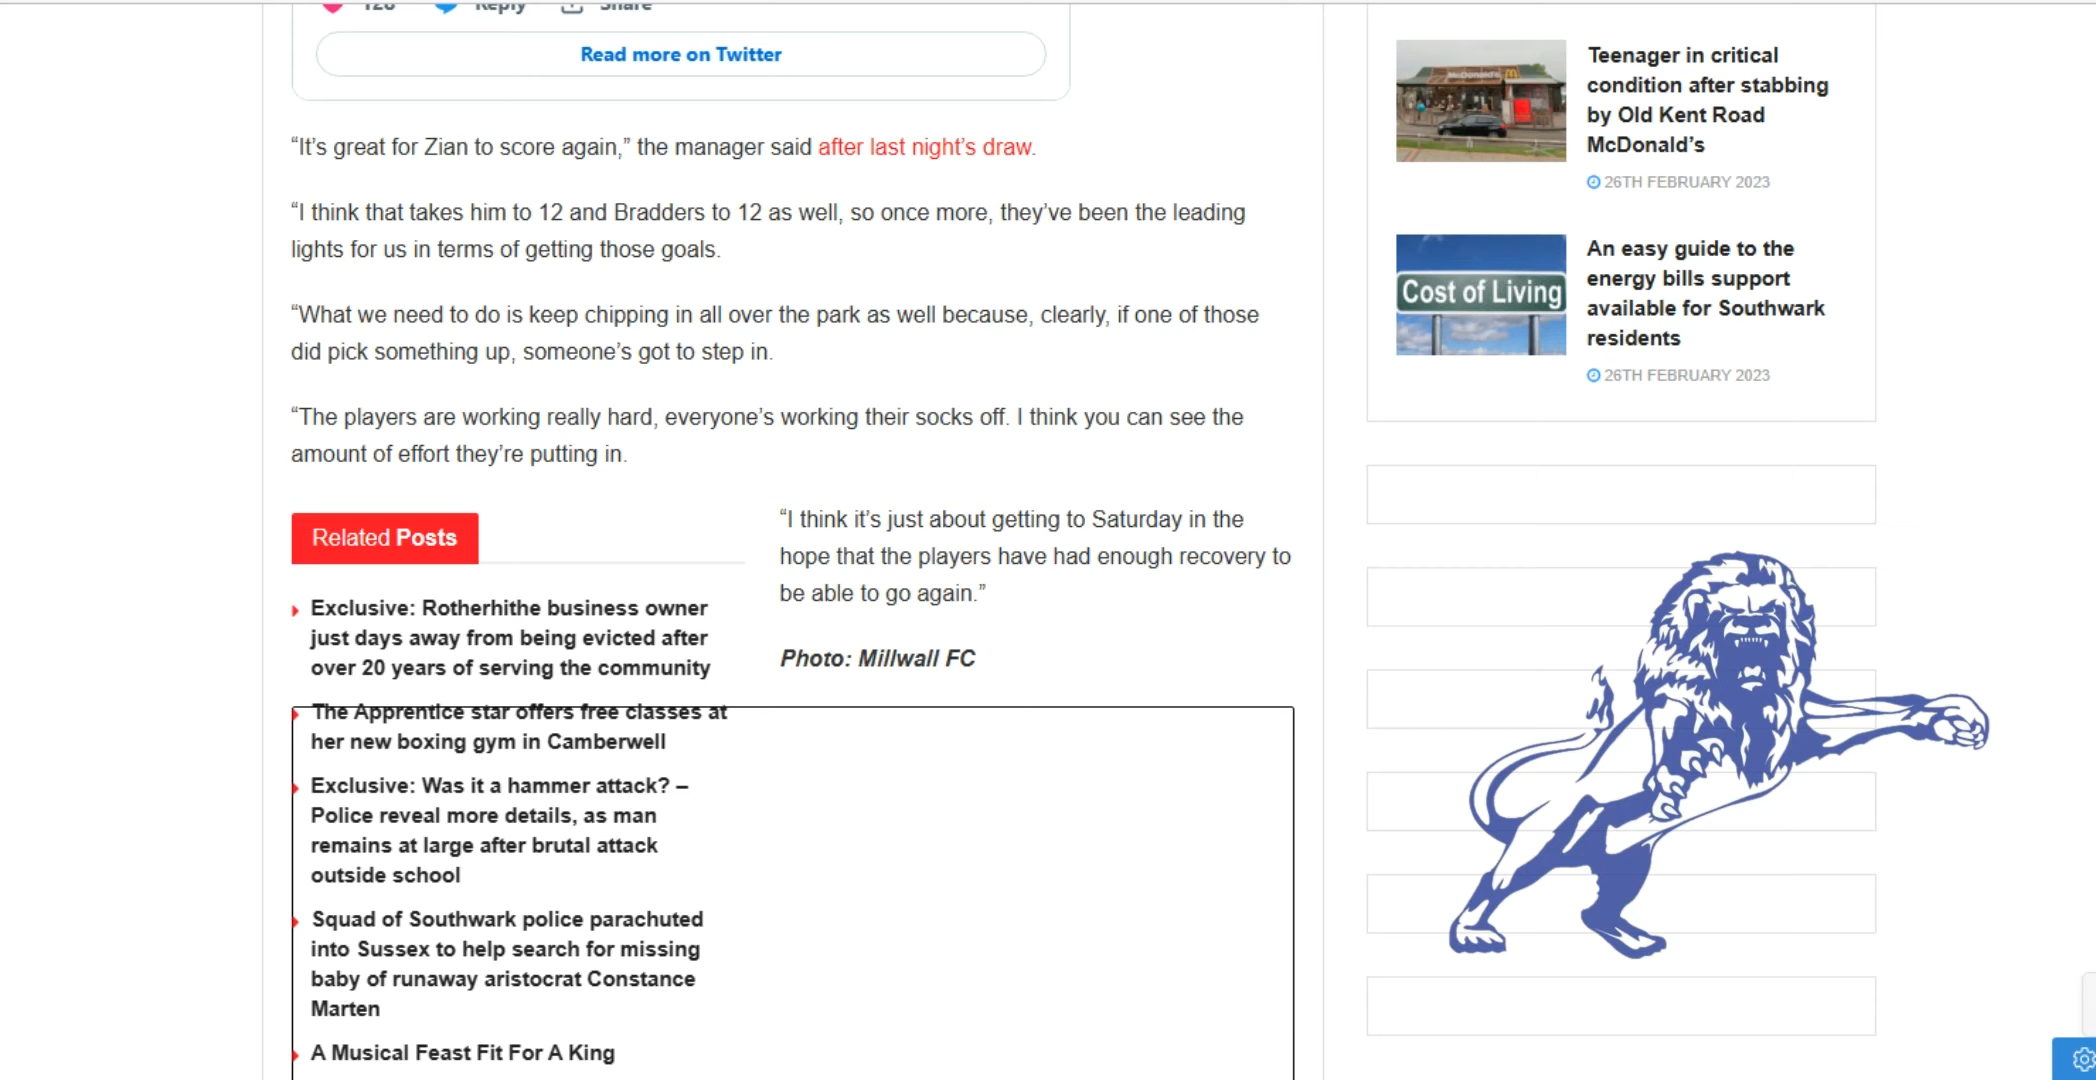 128 Reply Share
Read more on Twitter
“It’s great for Zian to score again,” the manager said after last night’s draw.
“I think that takes him to 12 and Bradders to 12 as well, so once more, they’ve been the leading
lights for us in terms of getting those goals.
“What we need to do is keep chipping in all over the park as well because, clearly, if one of those
did pick something up, someone’s got to step in.
“The players are working really hard, everyone’s working their socks off. I think you can see the
amount of effort they’re putting in.
Related Posts
Exclusive: Rotherhithe business owner
just days away from being evicted after
over 20 years of serving the community
The Apprentice star offers free classes at
her new boxing gym in Camberwell
Exclusive: Was it a hammer attack? –
Police reveal more details, as man
remains at large after brutal attack
outside school
Squad of Southwark police parachuted
into Sussex to help search for missing
baby of runaway aristocrat Constance
Marten
A Musical Feast Fit For A King
“I think it’s just about getting to Saturday in the
hope that the players have had enough recovery to
be able to go again.”
Photo: Millwall FC
McDonald's
Teenager in critical
condition after stabbing
by Old Kent Road
McDonald’s
26TH FEBRUARY 2023
Cost of Living
An easy guide to the
energy bills support
available for Southwark
residents
26TH FEBRUARY 2023